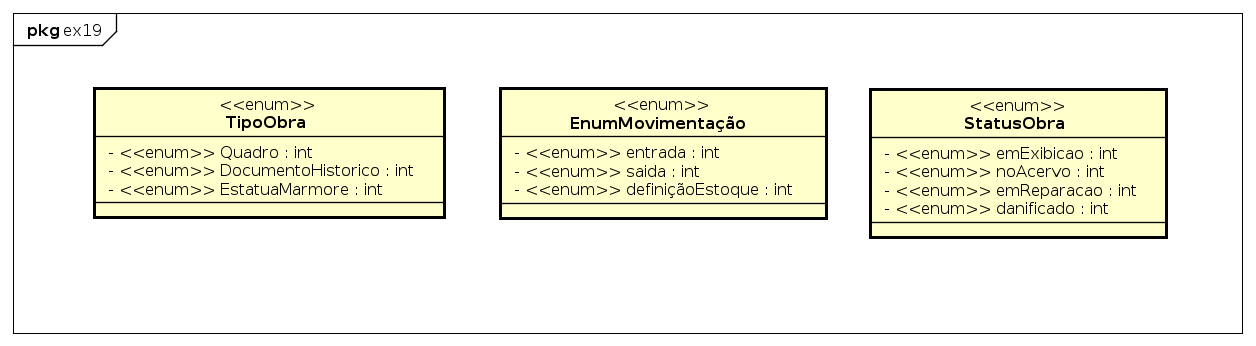 pkg ex19
<<enum>>
TipoObra
- <<enum>> Quadro : int
- <<enum>> DocumentoHistorico : int
- <<enum>> EstatuaMarmore : int
<<enum>>
EnumMovimentação
- <<enum>> entrada : int
- <<enum>> saida : int
- <<enum>> definiçãoEstoque : int
<<enum>>
StatusObra
- <<enum>> emExibicao : int
- <<enum>> noAcervo : int
- <<enum>> emReparacao : int
- <<enum>> danificado : int